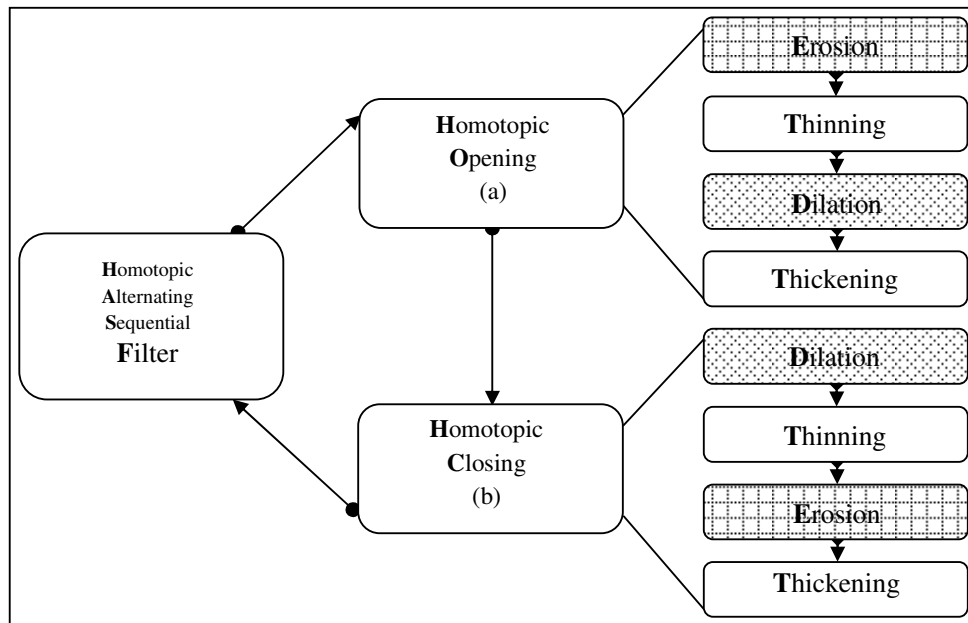 Homotopic
Alternating
Sequential
Filter
Homotopic
Opening
(a)
Erosion
Thinning
Dilation
Thickening
Homotopic
Closing
(b)
Dilation
Thinning
Erosion
Thickening